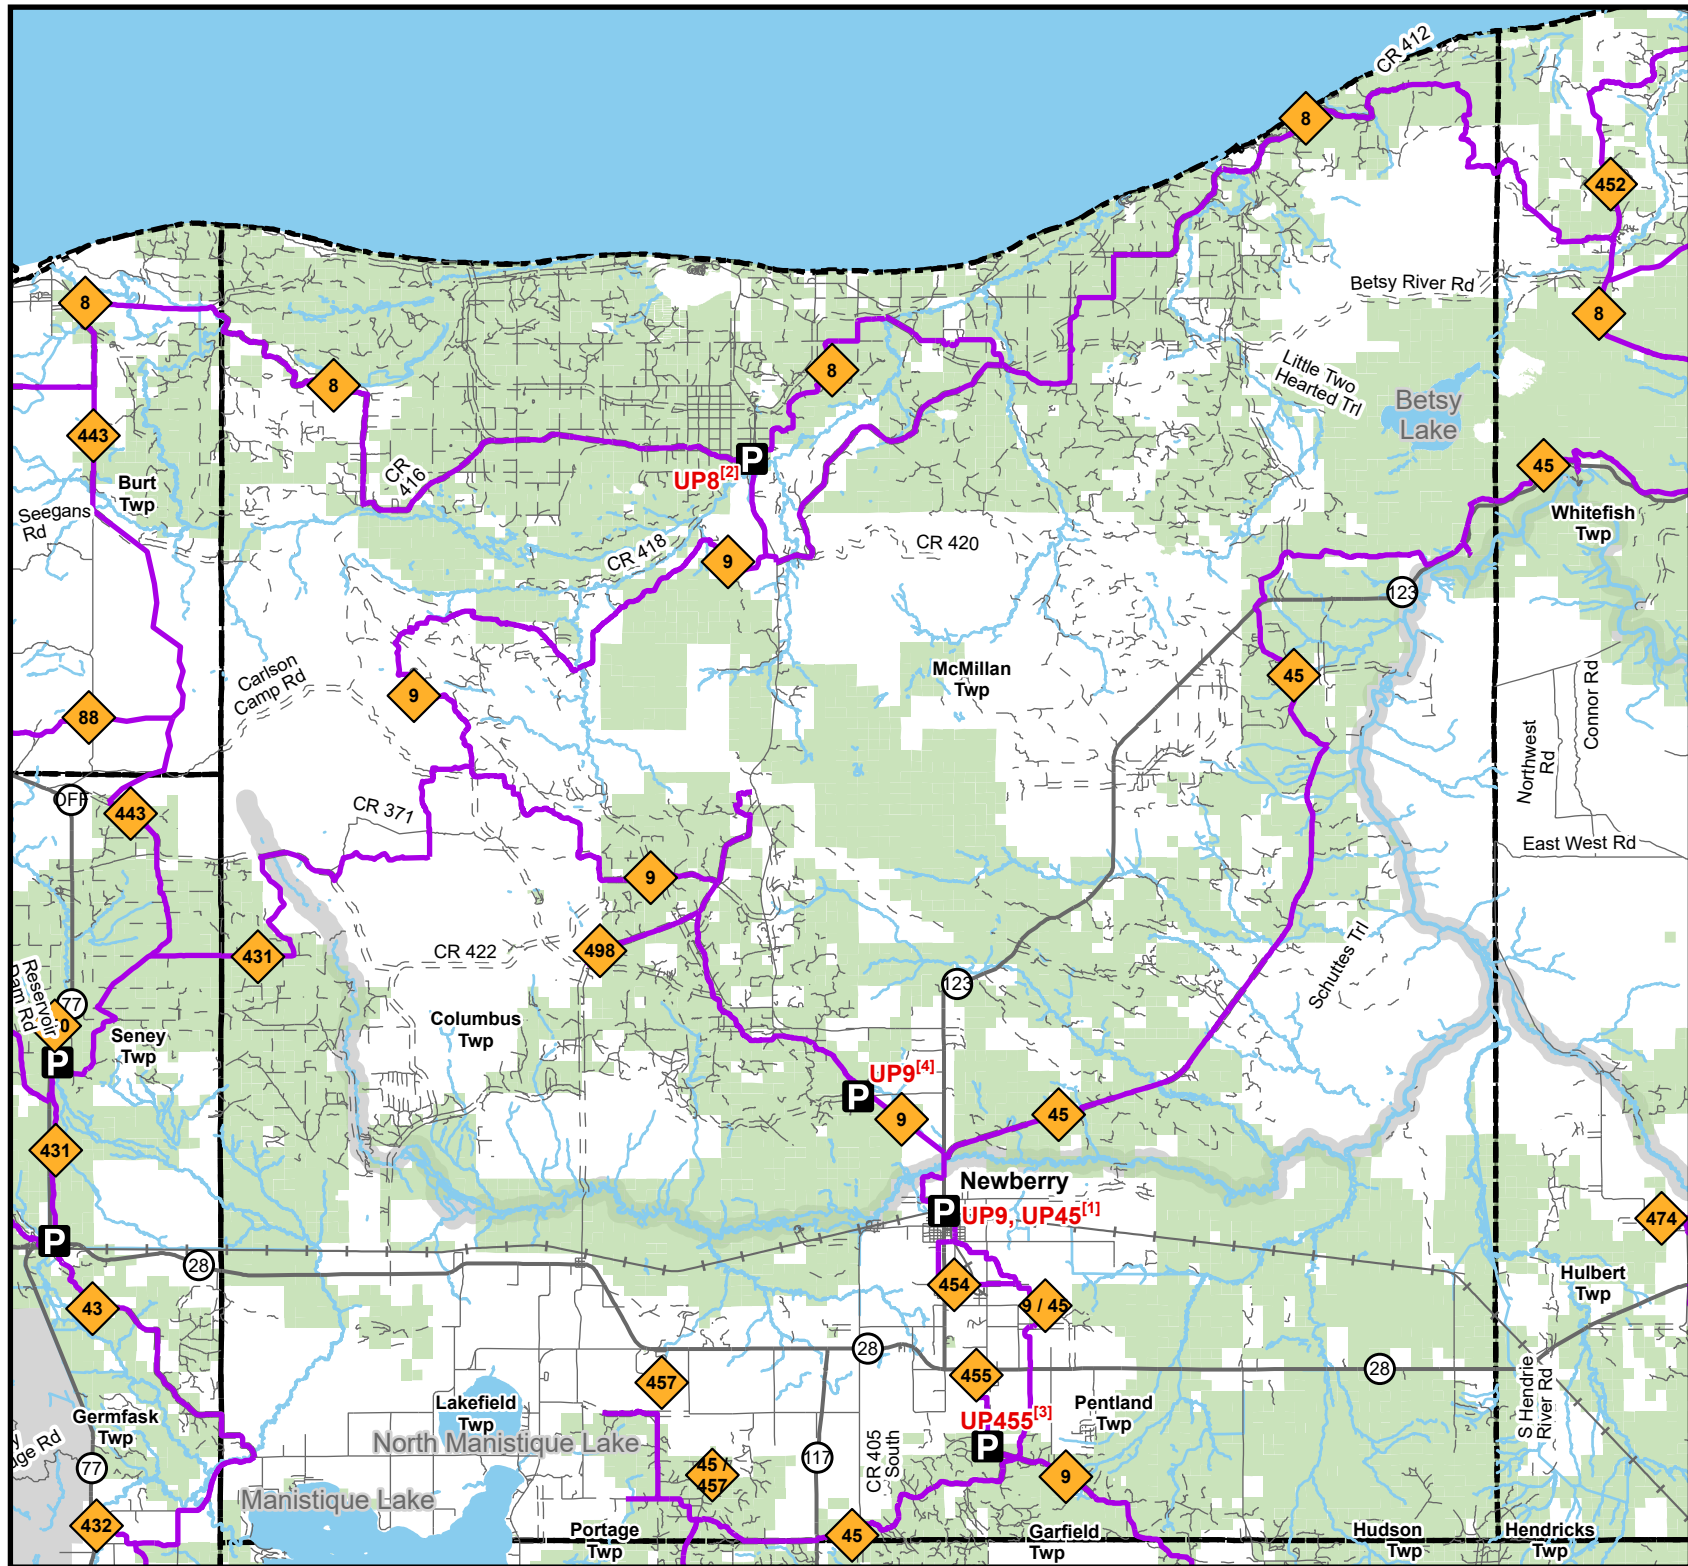 CR 412
8
452
8
Betsy River Rd
8
8
8
Little Two
Hearted Trl
Betsy
Lake
443
45
P
UP8[2]
CR
416
Burt
Twp
Seegans
Rd
Whitefish
Twp
CR 418
9
CR 420
123
Carlson
Camp Rd
McMillan
Twp
45
9
Connor Rd
Northwest
Rd
88
443
CR 371
East West Rd
9
431
CR 422
498
Schuttes Trl
123
Reservoir
Dam Rd
77
Seney
Twp
P
Columbus
Twp
UP9[4]
P
9
45
431
Newberry
P
UP9, UP45[1]
474
P
28
Hulbert
Twp
454
9 / 45
43
28
28
457
455
Lakefield
Twp
UP455[3]
Pentland
Twp
S Hendrie
River Rd
Germfask
Twp
North Manistique Lake
P
CR 405
South
117
77
45 /
457
9
Manistique Lake
432
45
Portage
Twp
Garfield
Twp
Hudson
Twp
Hendricks
Twp